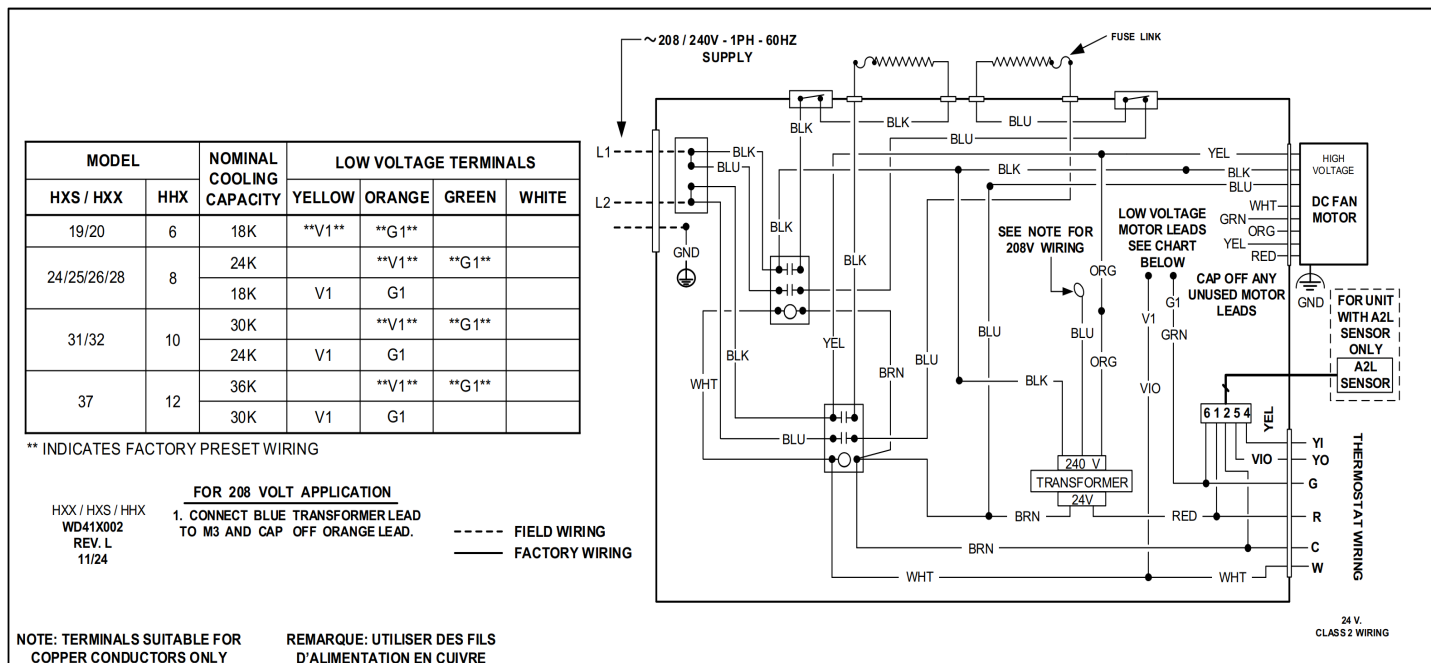 ~ 208 / 240V - 1PH - 60HZ
SUPPLY
FUSE LINK
MODEL
NOMINAL COOLING CAPACITY
LOW VOLTAGE TERMINALS
HXS / HXX HHX YELLOW ORANGE GREEN WHITE
19/20 6 18K **V1** **G1**
24/25/26/28 8 24K **V1** **G1**
18K V1 G1
31/32 10 30K **V1** **G1**
24K V1 G1
37 12 36K **V1** **G1**
30K V1 G1
** INDICATES FACTORY PRESET WIRING
HXX / HXS / HHX
WD41X002
REV. L
11/24
FOR 208 VOLT APPLICATION
1. CONNECT BLUE TRANSFORMER LEAD
TO M3 AND CAP OFF ORANGE LEAD.
FIELD WIRING
FACTORY WIRING
L1
L2
GND
BLK
BLU
BLK
BLK
BLU
BLU
YEL
BLK
BLU
WHT
GRN
ORG
YEL
RED
HIGH
VOLTAGE
DC FAN
MOTOR
GND
BLK
BLK
BLK
SEE NOTE FOR
208V WIRING
LOW VOLTAGE
MOTOR LEADS
SEE CHART
BELOW
CAP OFF ANY
UNUSED MOTOR
LEADS
FOR UNIT
WITH A2L
SENSOR
ONLY
A2L
SENSOR
ORG
G1
V1
GRN
BLU
BLU
ORG
YEL
BLK
BLU
BRN
WHT
BLK
VIO
BLU
6 1 2 5 4
YEL
YI
VIO
YO
G
R
C
W
THERMOSTAT WIRING
240 V
TRANSFORMER
24V
BRN
RED
BRN
WHT
WHT
24 V.
CLASS 2 WIRING
NOTE: TERMINALS SUITABLE FOR
COPPER CONDUCTORS ONLY
REMARQUE: UTILISER DES FILS
D'ALIMENTATION EN CUIVRE